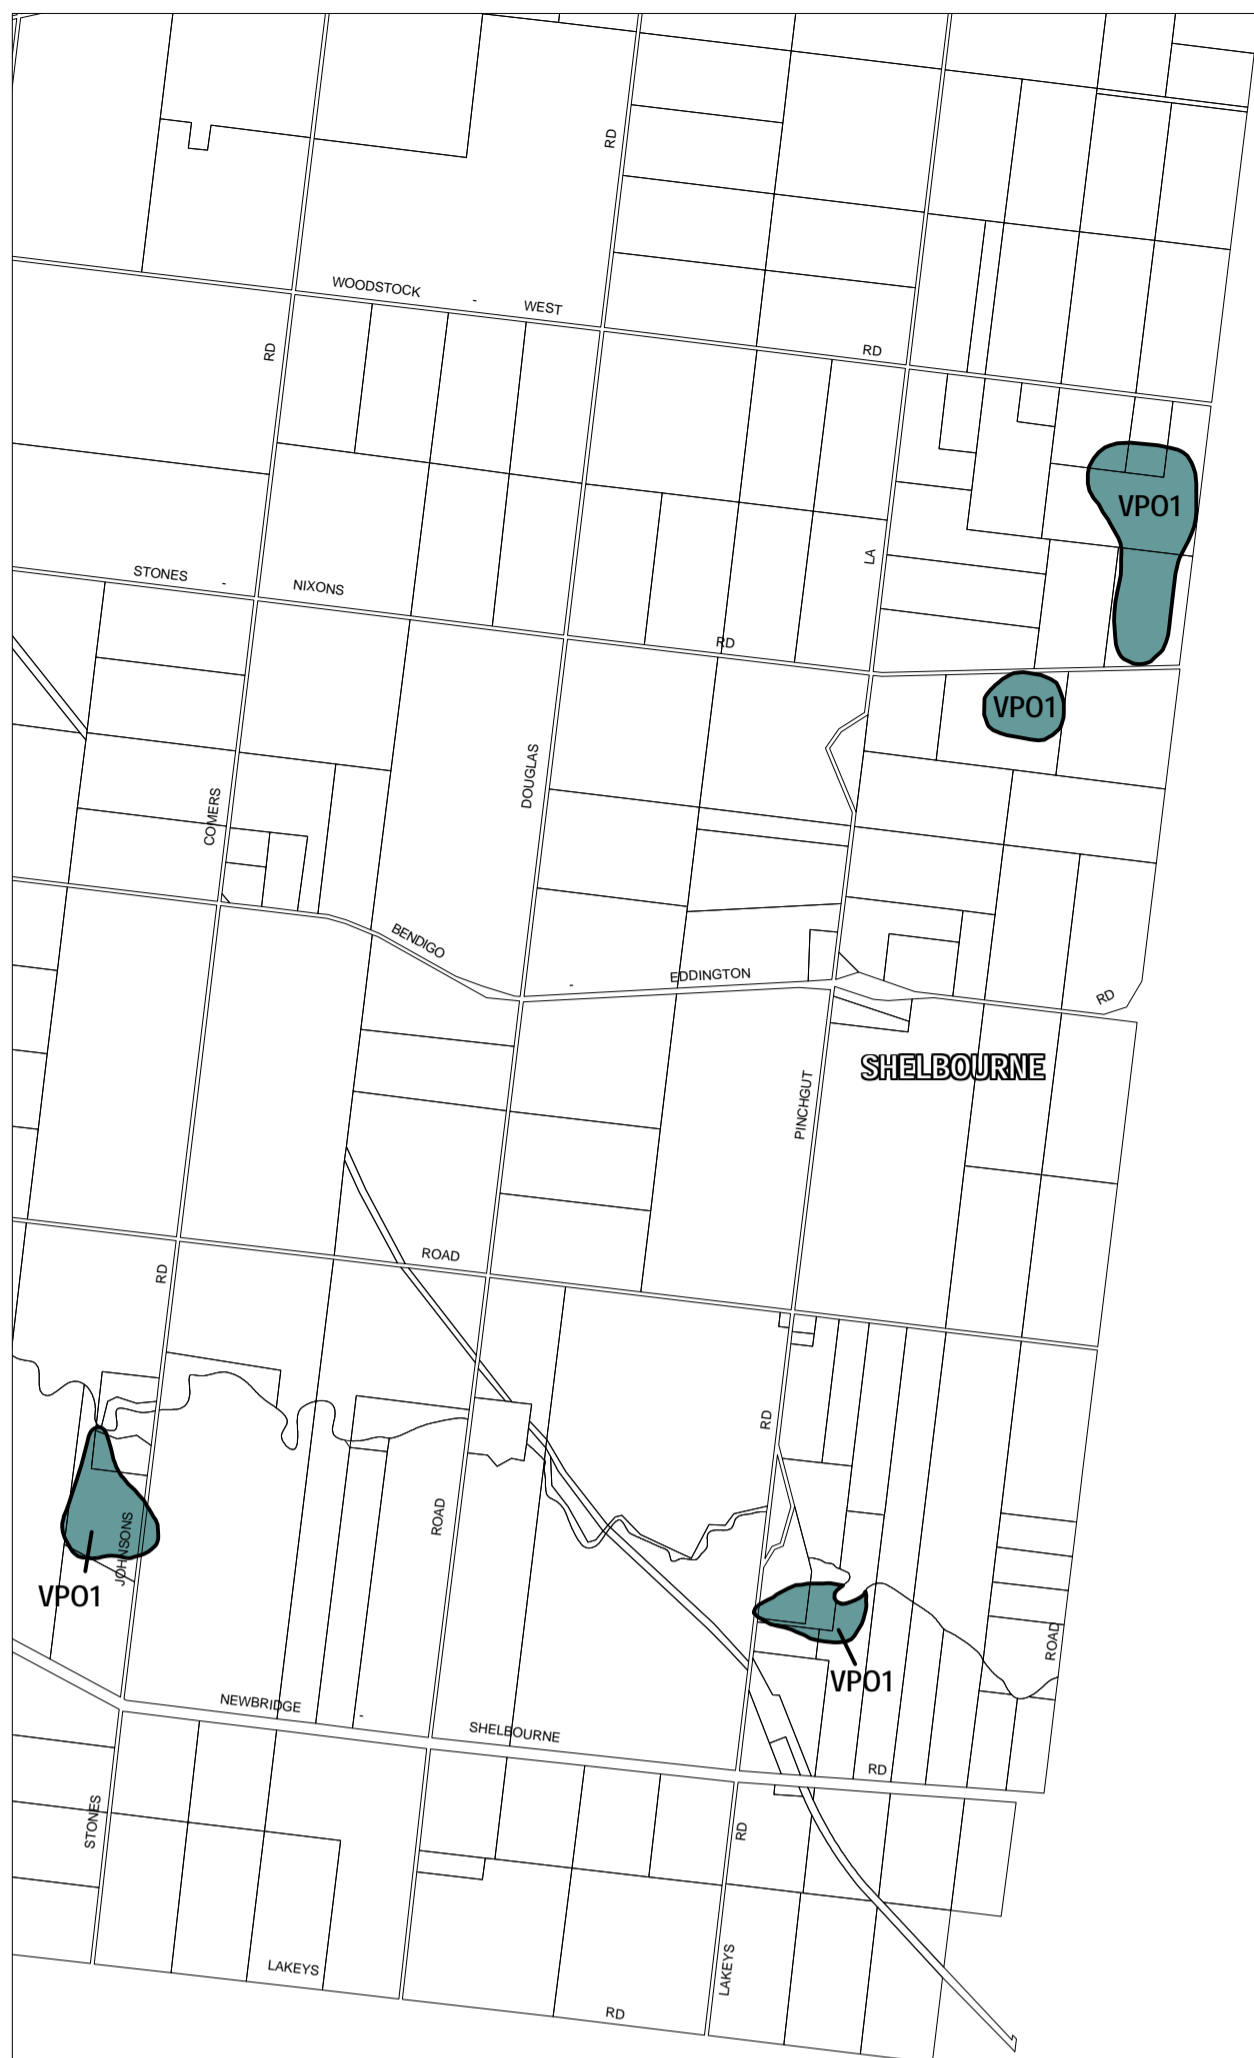 RD
WOODSTOCK - WEST
RD
RD
VPO1
LA
STONES - NIXONS
RD
VPO1
DOUGLAS
COMERS
BENDIGO
- EDDINGTON
RD
SHELBOURNE
PINCHGUT
ROAD
RD
RD
ROAD
JOHNSONS
VPO1
ROAD
VPO1
NEWBRIDGE - SHELBOURNE
RD
STONES
RD
LAKEYS
LAKEYS
RD